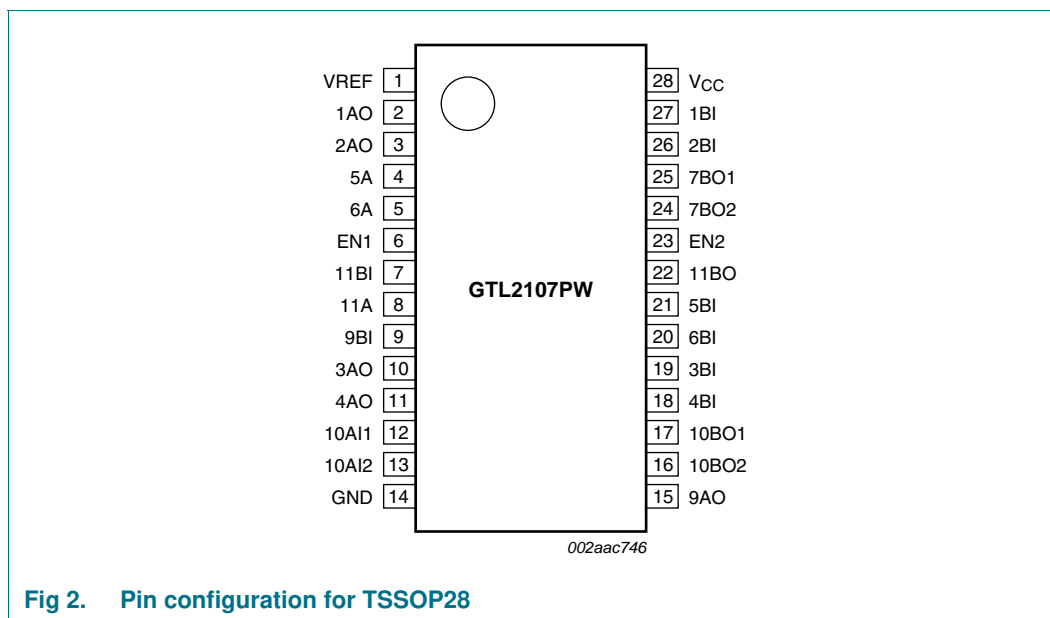 VREF 1 28 VCC
1AO 2 27 1BI
2AO 3 26 2BI
5A 4 25 7BO1
6A 5 24 7BO2
EN1 6 23 EN2
11BI 7 22 11BO
GTL2107PW
11A 8 21 5BI
9BI 9 20 6BI
3AO 10 19 3BI
4AO 11 18 4BI
10AI1 12 17 10BO1
10AI2 13 16 10BO2
GND 14 15 9AO
002aac746
Fig 2. Pin configuration for TSSOP28